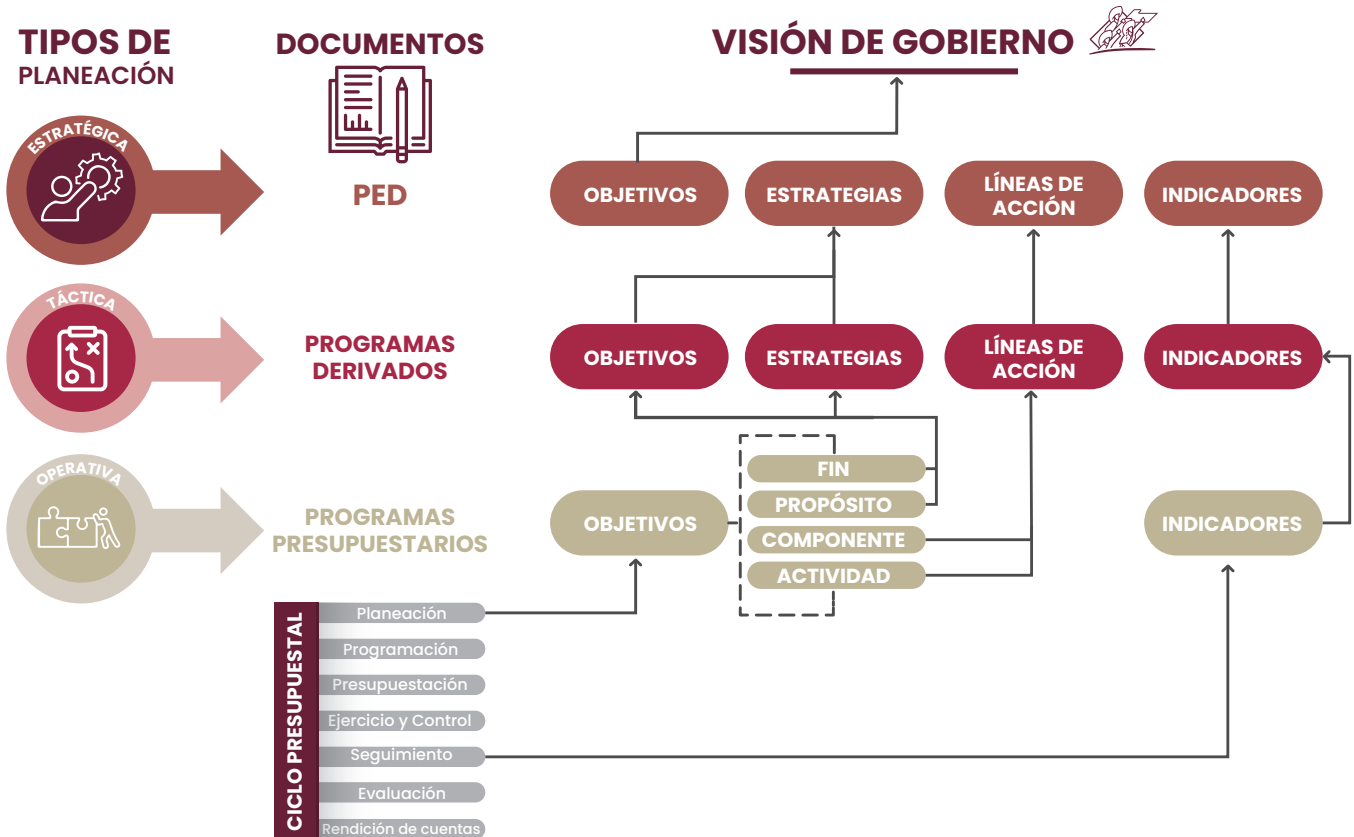 TIPOS DE
PLANEACIÓN
DOCUMENTOS
VISIÓN DE GOBIERNO
ESTRATÉGICA
PED
OBJETIVOS
ESTRATEGIAS
LÍNEAS DE
ACCIÓN
INDICADORES
TÁCTICA
PROGRAMAS
DERIVADOS
OBJETIVOS
ESTRATEGIAS
LÍNEAS DE
ACCIÓN
INDICADORES
OPERATIVA
PROGRAMAS
PRESUPUESTARIOS
OBJETIVOS
FIN
PROPÓSITO
COMPONENTE
ACTIVIDAD
INDICADORES
CICLO PRESUPUESTAL
Planeación
Programación
Presupuestación
Ejercicio y Control
Seguimiento
Evaluación
Rendición de cuentas